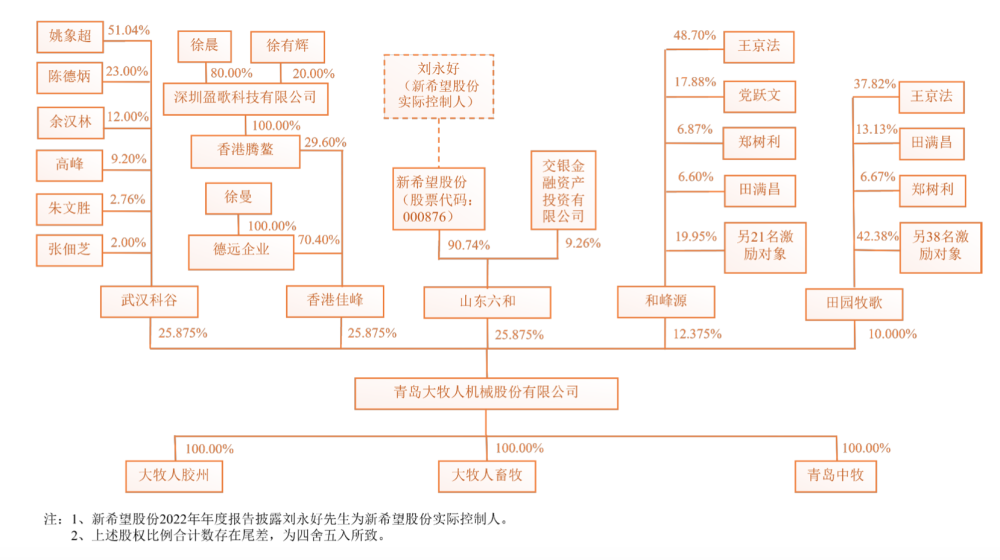 姚象超
51.04%
陈德炳
23.00%
余汉林
12.00%
高峰
9.20%
朱文胜
2.76%
张佃芝
2.00%
武汉科谷
25.875%
徐晨
徐有辉
80.00%
20.00%
深圳盈歌科技有限公司
100.00%
香港腾鳌
29.60%
徐曼
100.00%
德远企业
70.40%
香港佳峰
25.875%
刘永好
（新希望股份
实际控制人）
新希望股份
（股票代码：
000876）
90.74%
交银金
融资产
投资有
限公司
9.26%
山东六和
25.875%
48.70%
王京法
17.88%
党跃文
6.87%
郑树利
6.60%
田满昌
19.95%
另21名激
励对象
和峰源
12.375%
37.82%
王京法
13.13%
田满昌
6.67%
郑树利
42.38%
另38名激
励对象
田园牧歌
10.000%
青岛大牧人机械股份有限公司
100.00%
100.00%
100.00%
大牧人胶州
大牧人畜牧
青岛中牧
注：1、新希望股份2022年年度报告披露刘永好先生为新希望股份实际控制人。
2、上述股权比例合计数存在尾差，为四舍五入所致。